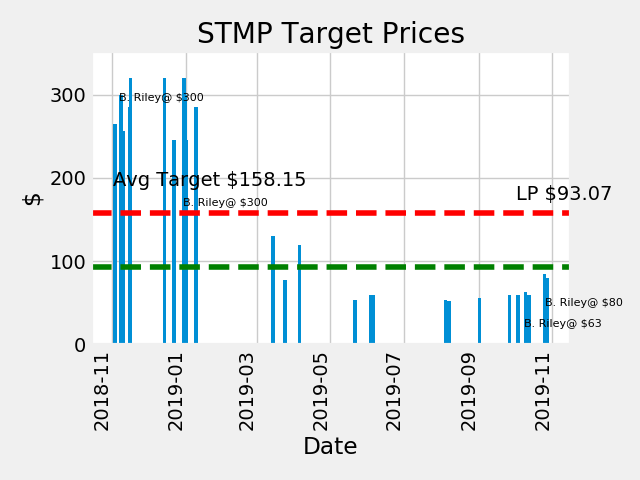 STMP Target Prices
300
B. Riley@ $300
Avg Target $158.15
200
LP $93.07
B. Riley@ $300
$
100
B. Riley@ $80
B. Riley@ $63
0
2018-11
2019-01
2019-03
2019-05
2019-07
2019-09
2019-11
Date